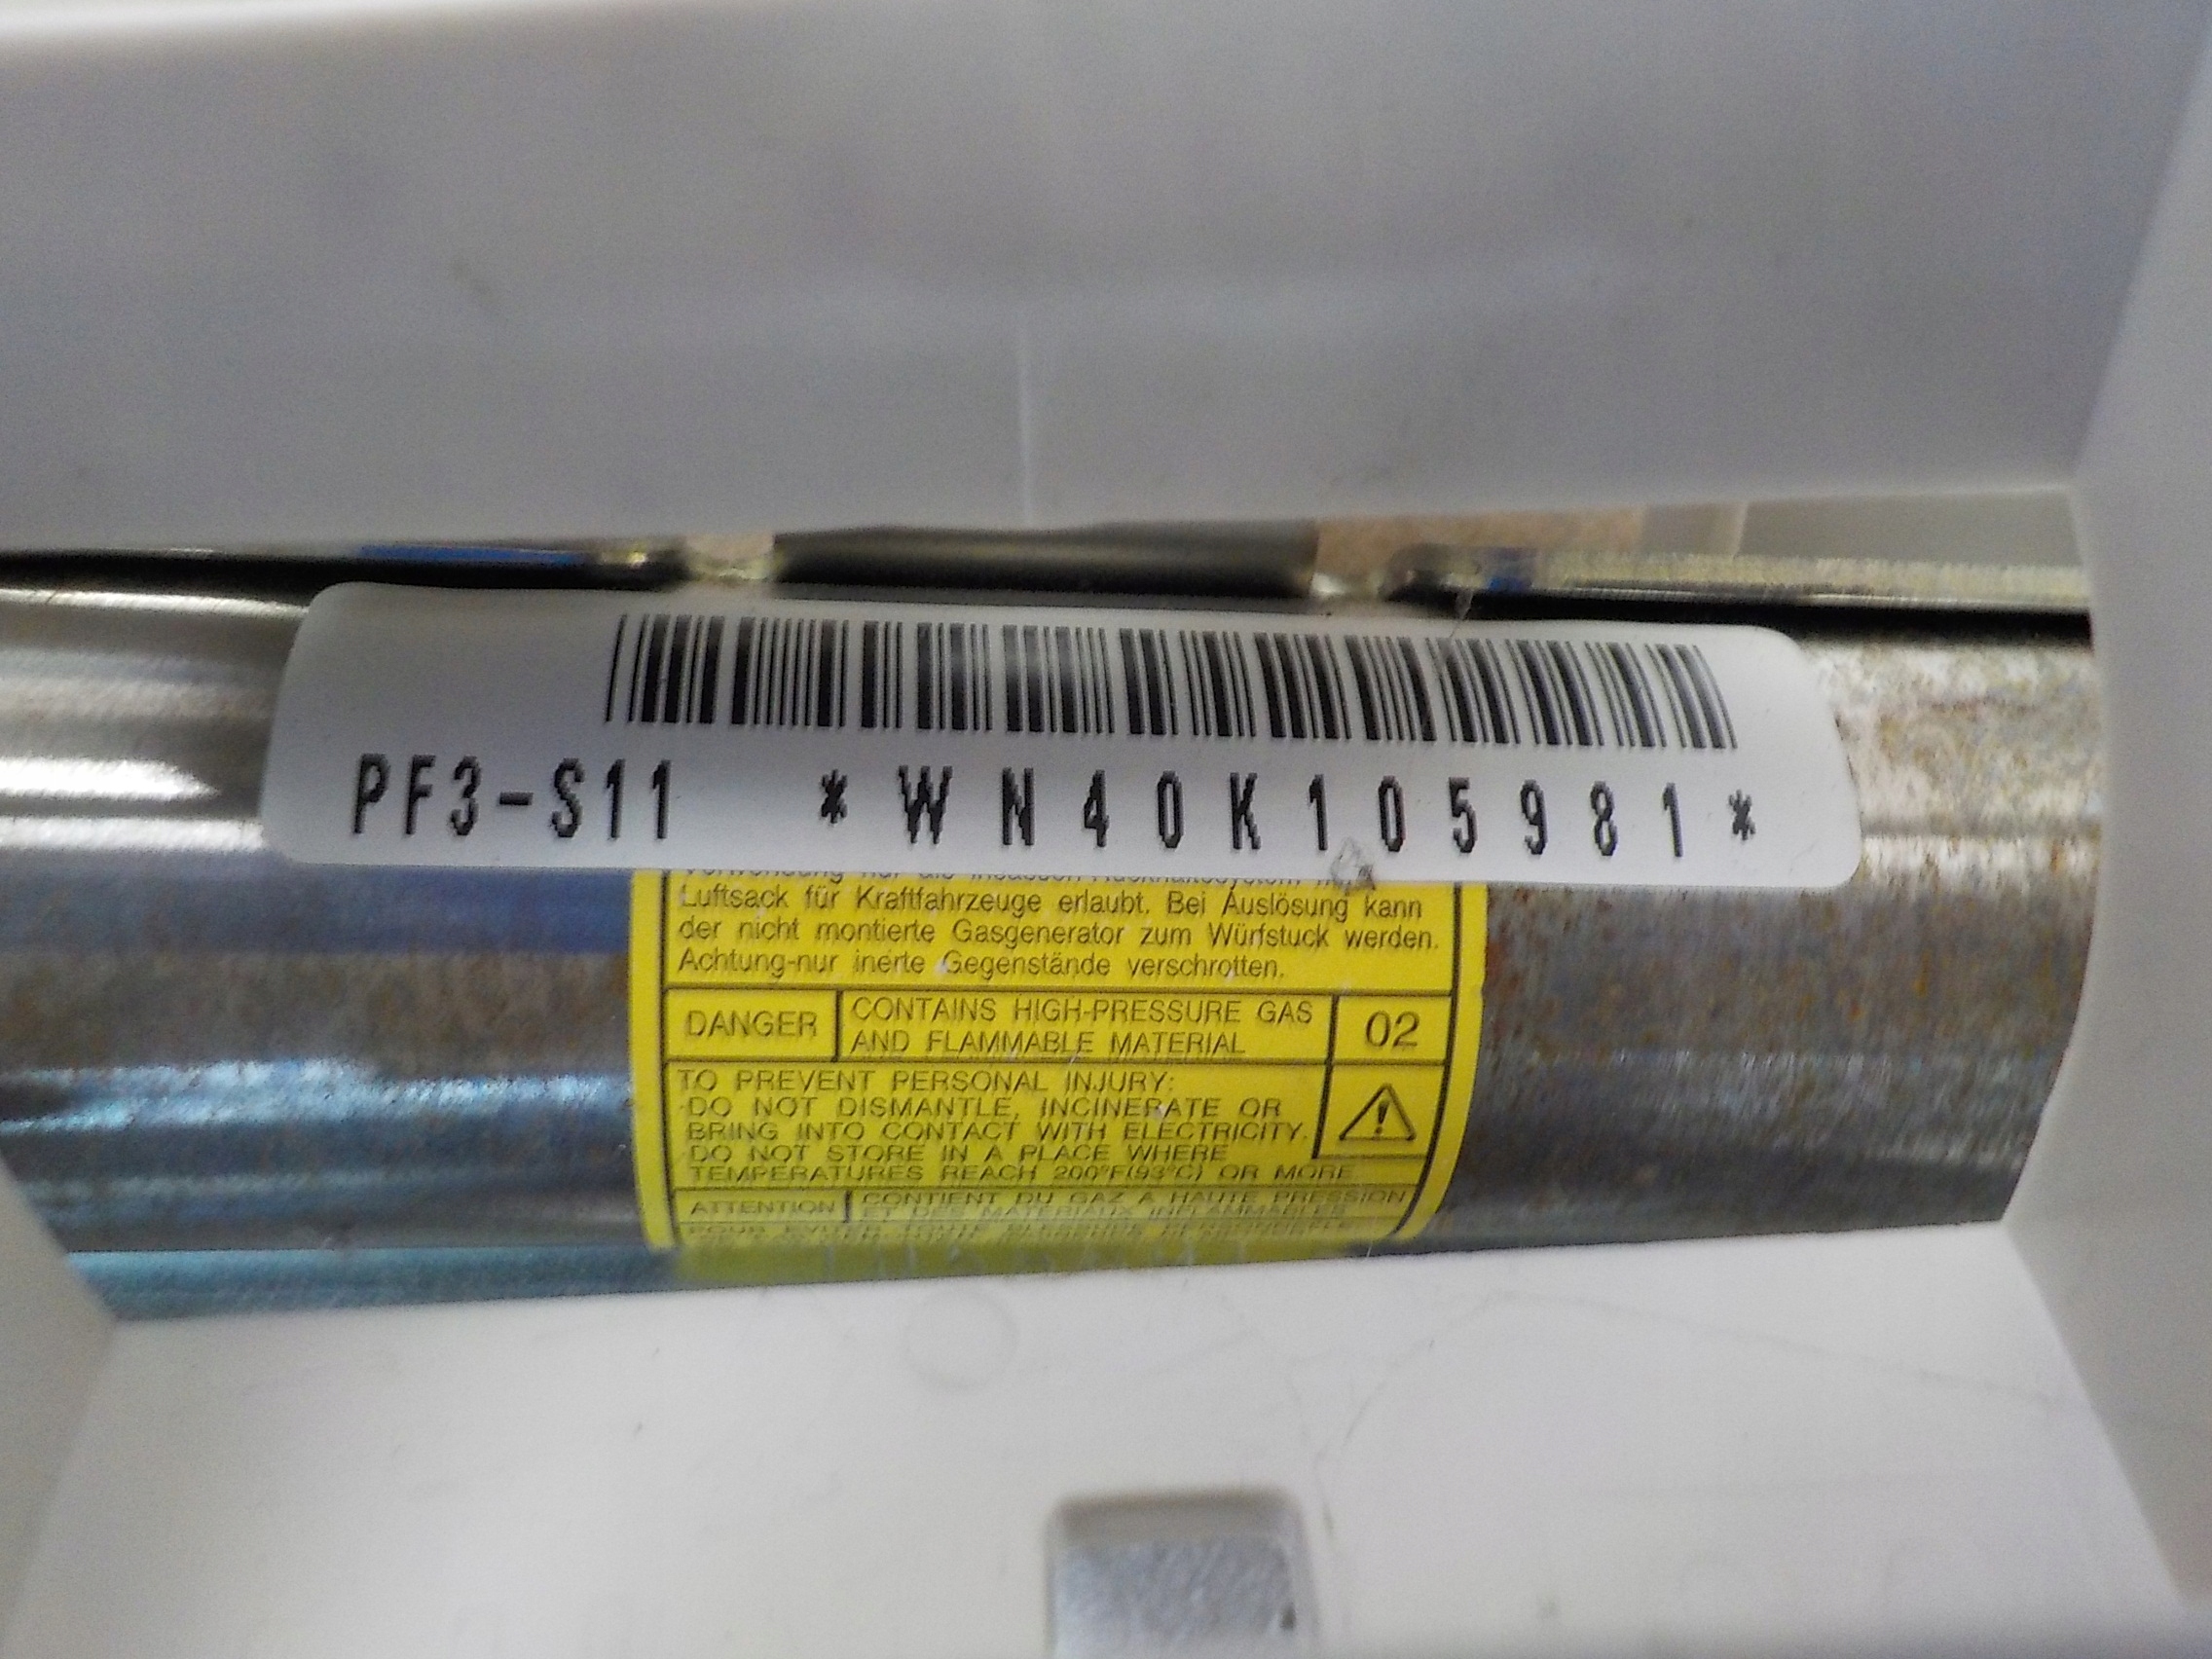 PF3-S11 *WN40K105981*
Luftsack für Kraftfahrzeuge erlaubt. Bei Auslösung kann
der nicht montierte Gasgenerator zum Würfstuck werden.
Achtung-nur inerte Gegenstände verschrotten.
DANGER
CONTAINS HIGH-PRESSURE GAS
AND FLAMMABLE MATERIAL
02
TO PREVENT PERSONAL INJURY:
DO NOT DISMANTLE, INCINERATE OR
BRING INTO CONTACT WITH ELECTRICITY.
DO NOT STORE IN A PLACE WHERE
TEMPERATURES REACH 200°F(93°C) OR MORE
ATTENTION
CONTIENT DU GAZ A HAUTE PRESSION
ET DES MATERIAUX INFLAMMABLES